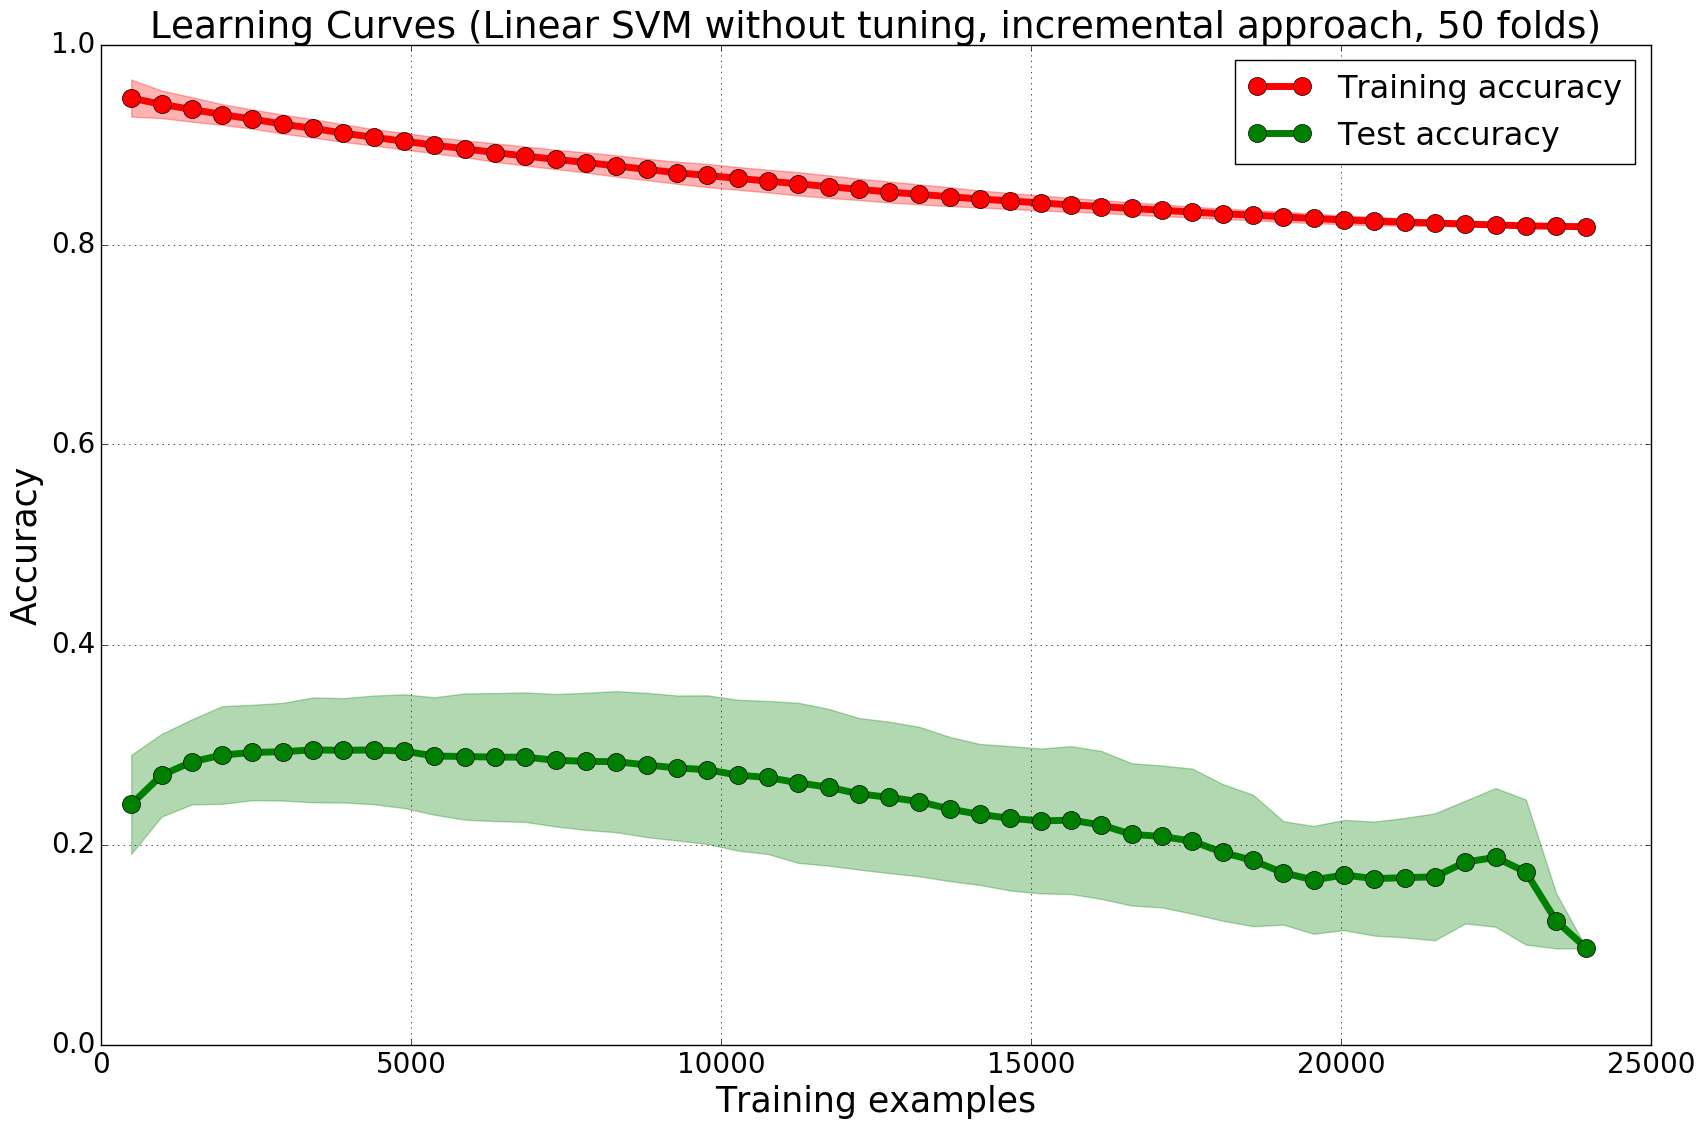 Learning Curves (Linear SVM without tuning, incremental approach, 50 folds)
Training accuracy
Test accuracy
1.0
0.8
0.6
0.4
0.2
0.0
Accuracy
0 5000 10000 15000 20000 25000
Training examples